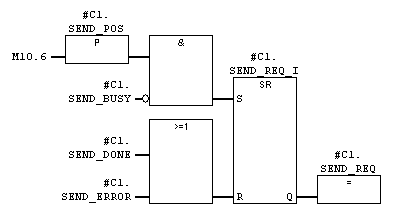 #C1.
SEND_POS
P
M10.6
&
#C1.
SEND_BUSY
#C1.
SEND_REQ_I
SR
S
>=1
#C1.
SEND_DONE
#C1.
SEND_ERROR
R
Q
#C1.
SEND_REQ
=